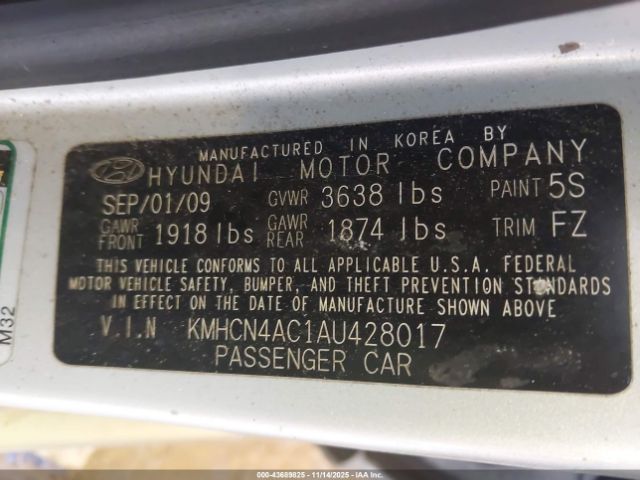 MANUFACTURED IN KOREA BY
HYUNDAI MOTOR COMPANY
SEP/01/09 GVWR 3638 lbs PAINT 5S
GAWR FRONT 1918 lbs GAWR REAR 1874 lbs TRIM FZ
THIS VEHICLE CONFORMS TO ALL APPLICABLE U.S.A. FEDERAL
MOTOR VEHICLE SAFETY, BUMPER, AND THEFT PREVENTION STANDARDS
IN EFFECT ON THE DATE OF MANUFACTURE SHOWN ABOVE
V.I.N KMHCN4AC1AU428017
PASSENGER CAR
M32
000-43689825 - 11/14/2025 - IAA Inc.